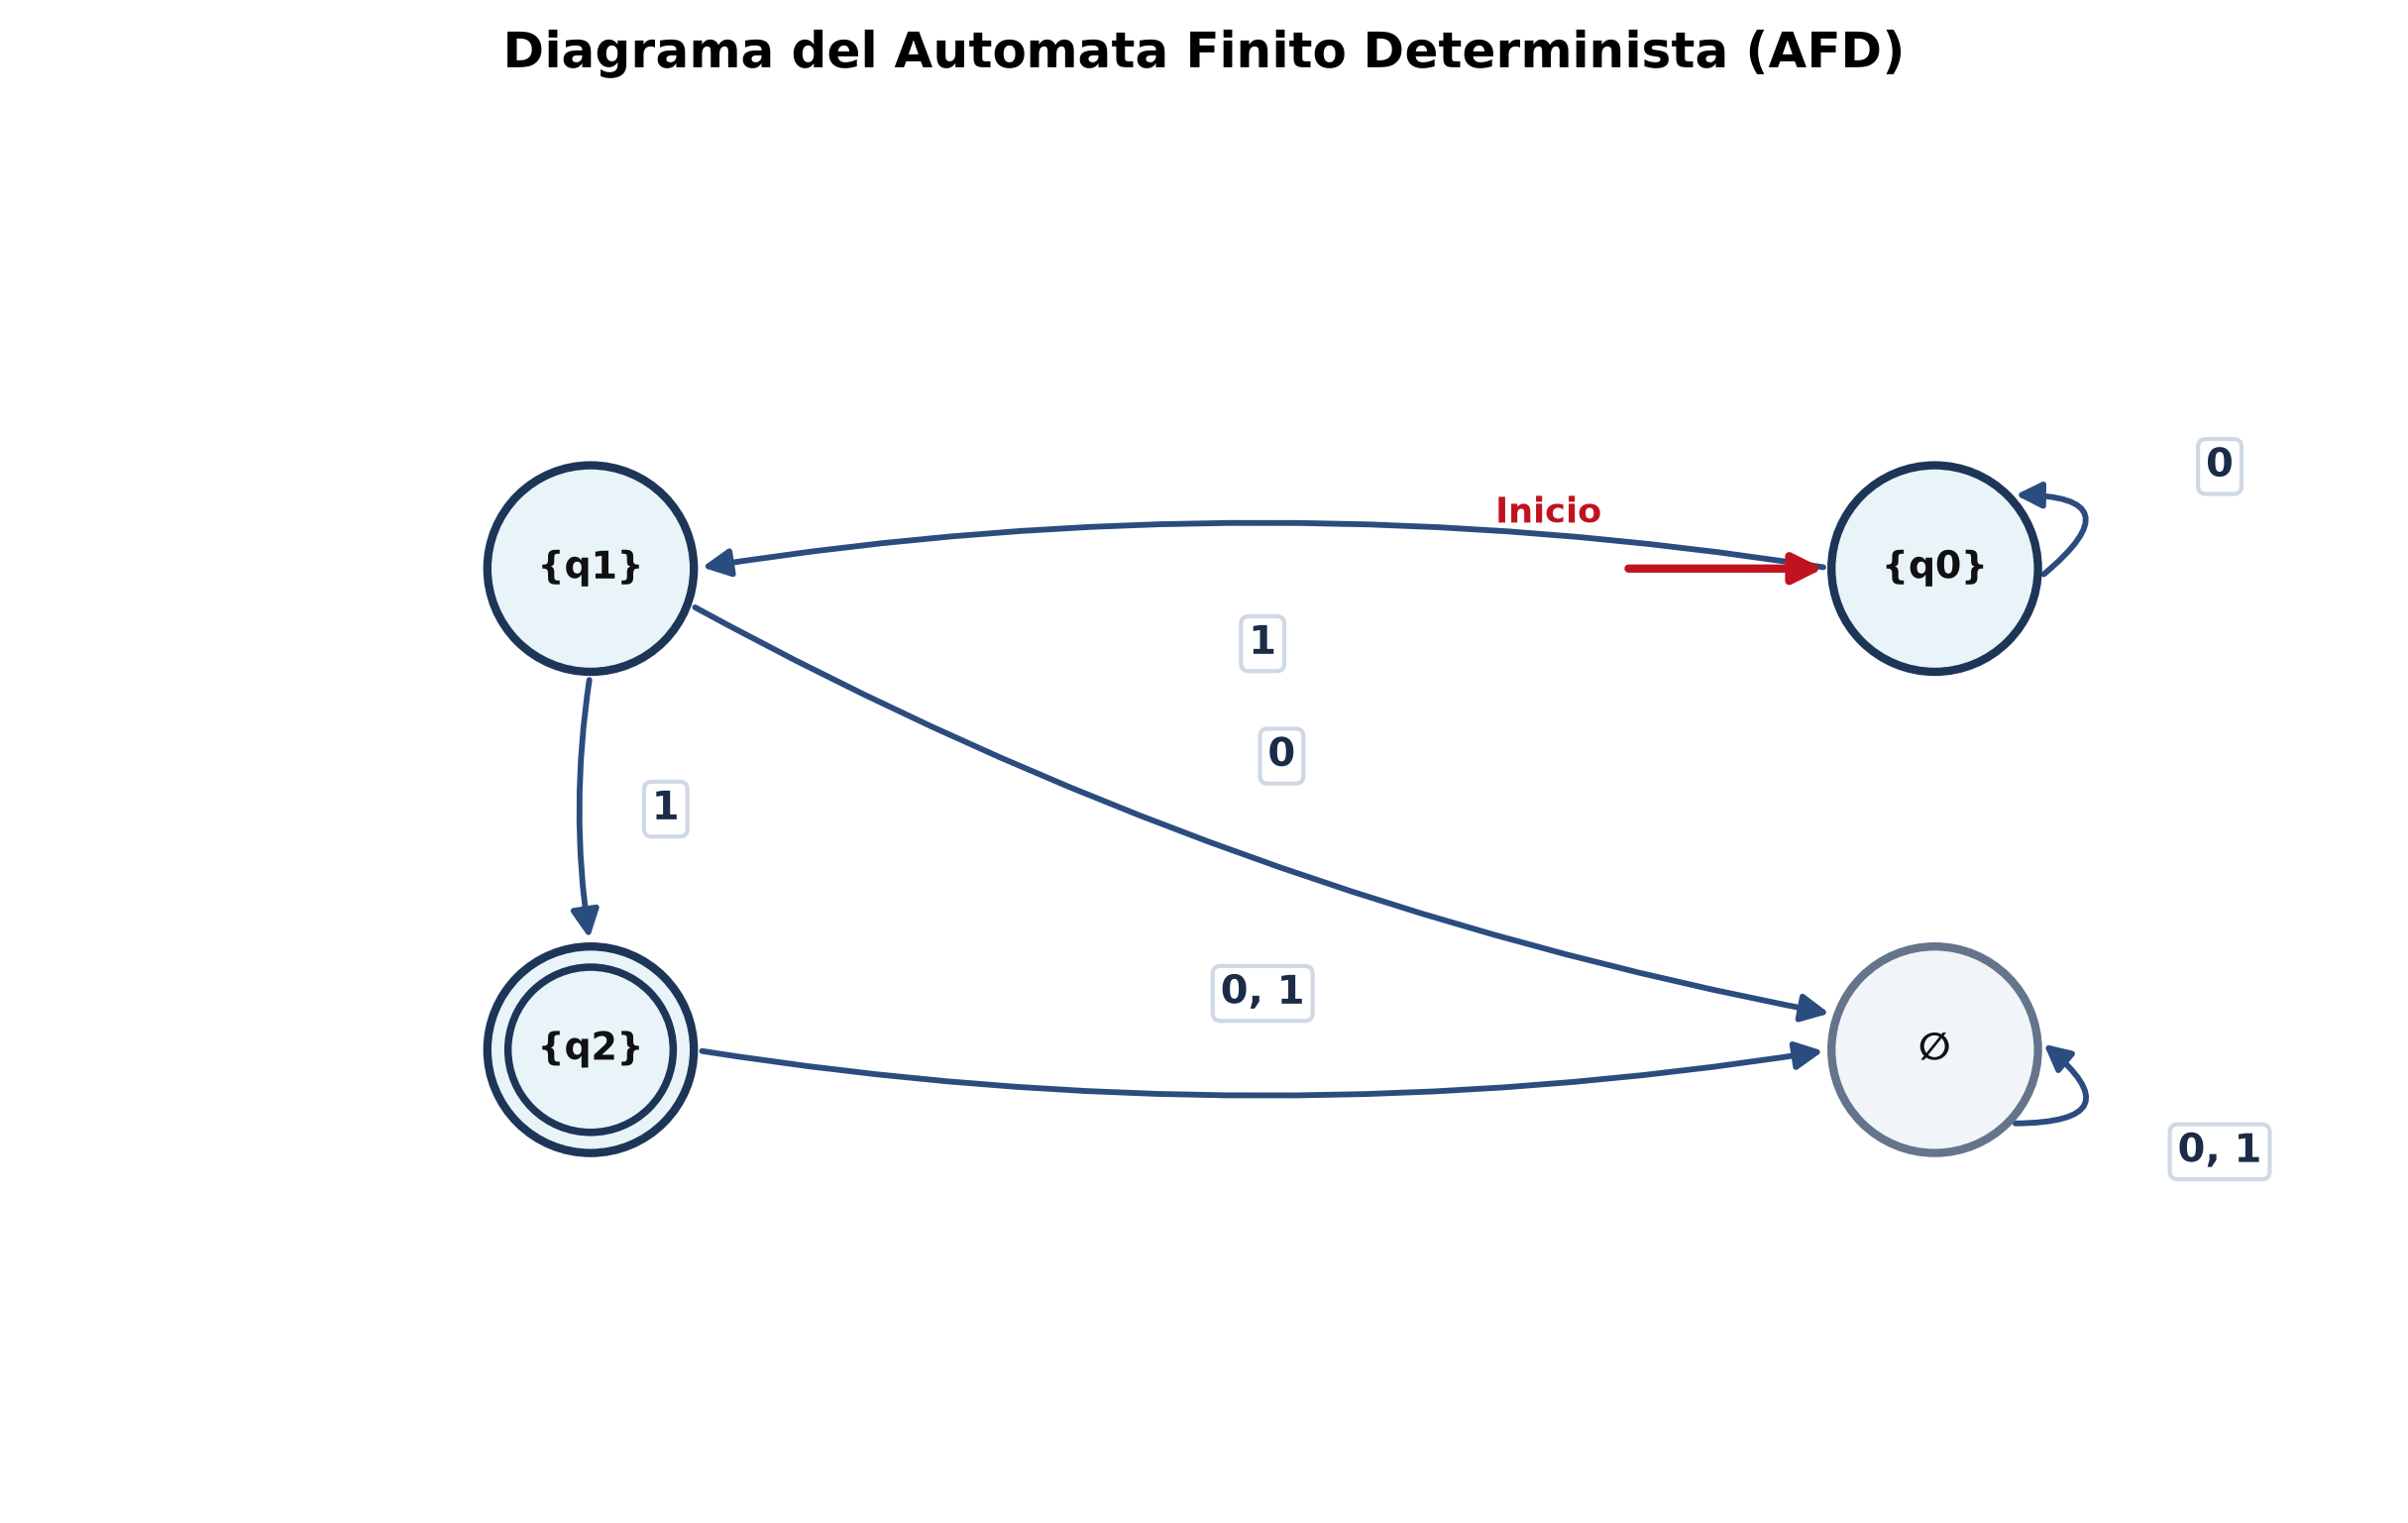 Diagrama del Automata Finito Determinista (AFD)
0
Inicio
{q1}
{q0}
1
0
1
0, 1
{q2}
∅
0, 1